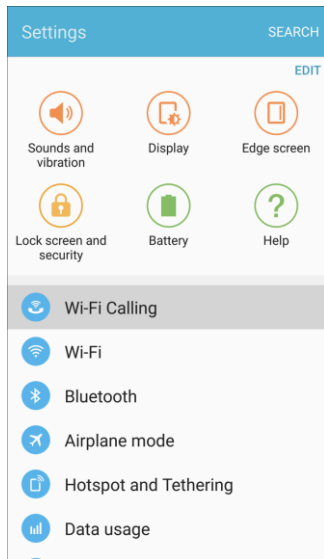 Settings
SEARCH
EDIT
Sounds and
vibration
Display
Edge screen
Lock screen and
security
Battery
Help
Wi-Fi Calling
Wi-Fi
Bluetooth
Airplane mode
Hotspot and Tethering
Data usage